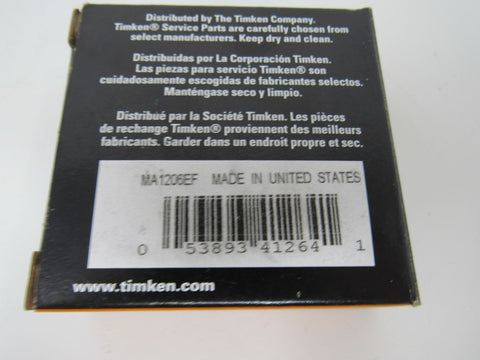 Distributed by The Timken Company.
Timken® Service Parts are carefully chosen from
select manufacturers. Keep dry and clean.
Distribuidas por La Corporación Timken.
Las piezas para servicio Timken® son
cuidadosamente escogidas de fabricantes selectos.
Manténgase seco y limpio.
Distribué par la Société Timken. Les pièces
de rechange Timken® proviennent des meilleurs
fabricants. Garder dans un endroit propre et sec.
MA1206EF MADE IN UNITED STATES
0 53893 41264 1
www.timken.com